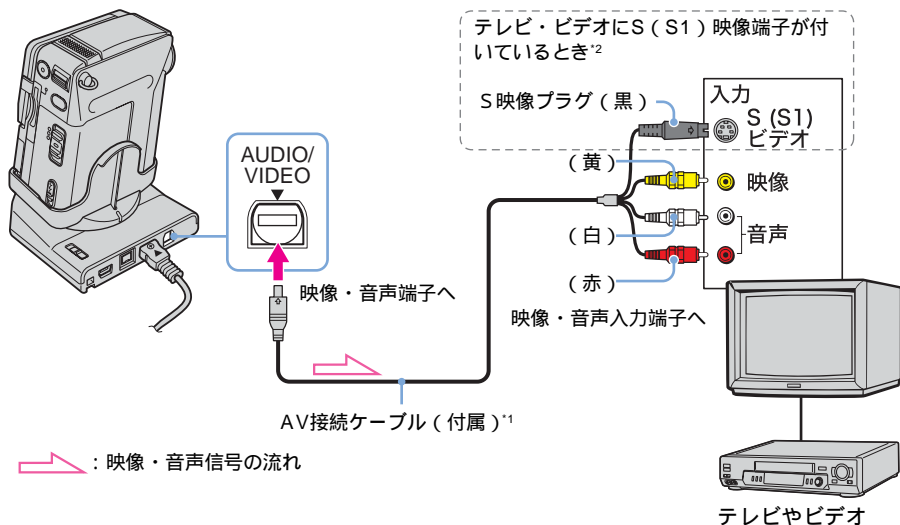 テレビ・ビデオにS(S1)映像端子が付
いているとき*2
S映像プラグ(黒)
入力
S (S1)
ビデオ
AUDIO/
VIDEO
(黄)
映像
(白)
音声
(赤)
映像・音声端子へ
映像・音声入力端子へ
AV接続ケーブル(付属)*1
:映像・音声信号の流れ
テレビやビデオ